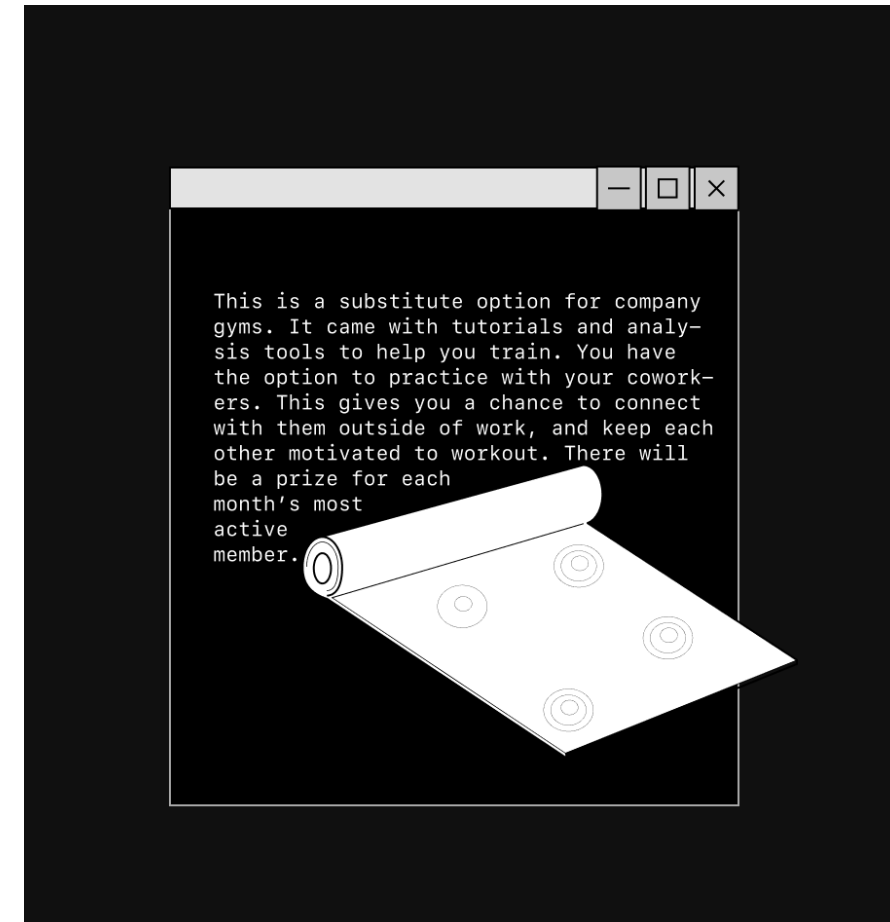 This is a substitute option for company
gyms. It came with tutorials and analy–
sis tools to help you train. You have
the option to practice with your cowork–
ers. This gives you a chance to connect
with them outside of work, and keep each
other motivated to workout. There will
be a prize for each
month’s most
active
member.